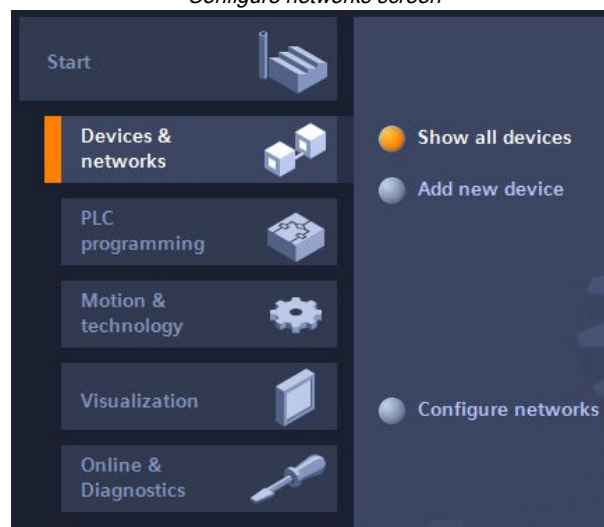 Configure networks screen
Start
Devices &
networks
PLC
programming
Motion &
technology
Visualization
Online &
Diagnostics
Show all devices
Add new device
Configure networks